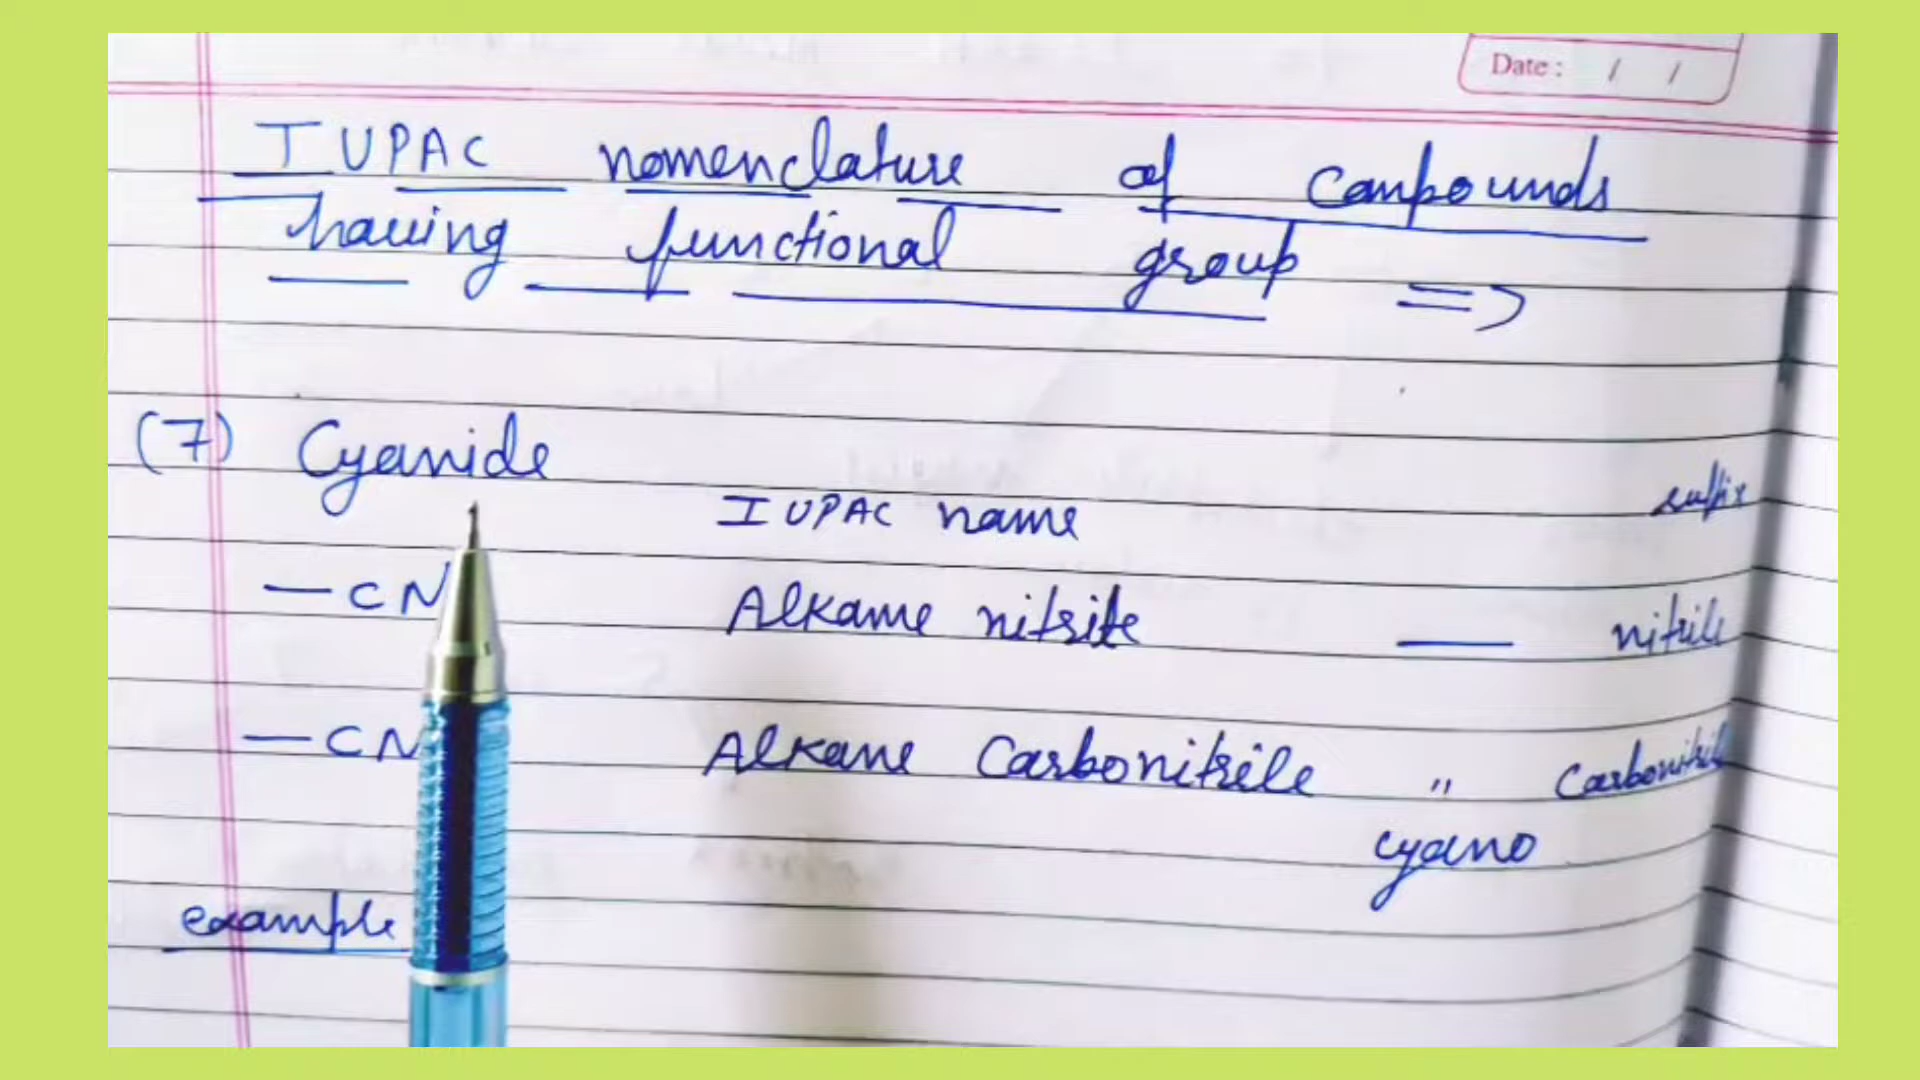 Date : / /
IUPAC nomenclature of Compounds
having functional group =>
(7) Cyanide
IUPAC name suffix
— CN Alkane nitrite — nitrile
— CN Alkane Carbonitrile " Carbonitrile
cyano
example